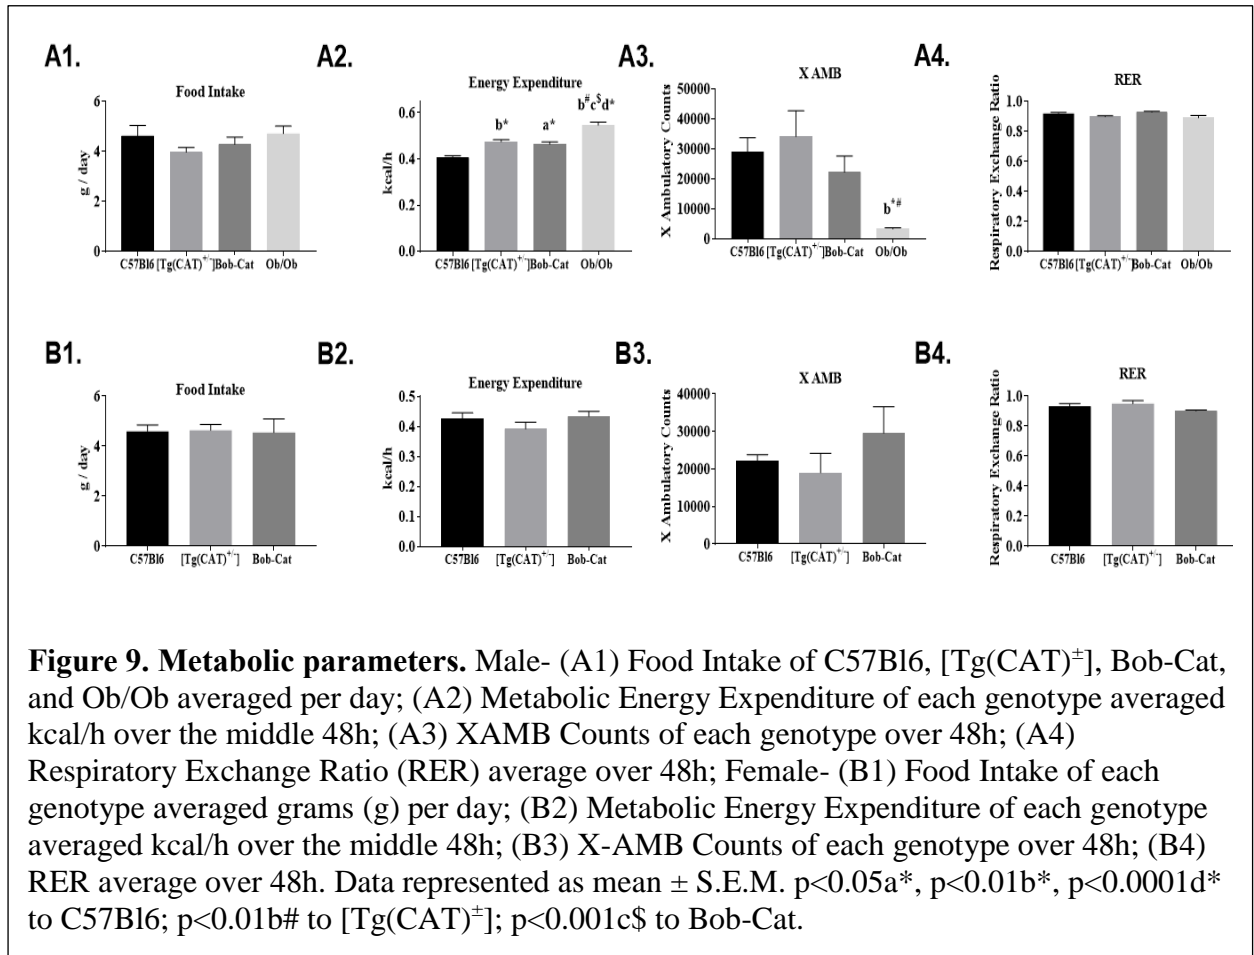 A1.
Food Intake
g / day
6
4
2
0
C57Bl6 [Tg(CAT)+/-] Bob-Cat Ob/Ob
A2.
Energy Expenditure
kcal/h
0.6
0.4
0.2
0.0
b*
a*
b#c$d*
C57Bl6 [Tg(CAT)+/-] Bob-Cat Ob/Ob
A3.
X AMB
X Ambulatory Counts
50000
40000
30000
20000
10000
0
b*#
C57Bl6 [Tg(CAT)+/-] Bob-Cat Ob/Ob
A4.
RER
Respiratory Exchange Ratio
1.0
0.8
0.6
0.4
0.2
0.0
C57Bl6 [Tg(CAT)+/-] Bob-Cat Ob/Ob
B1.
Food Intake
g / day
6
4
2
0
C57Bl6 [Tg(CAT)+/-] Bob-Cat
B2.
Energy Expenditure
kcal/h
0.5
0.4
0.3
0.2
0.1
0.0
C57Bl6 [Tg(CAT)+/-] Bob-Cat
B3.
X AMB
X Ambulatory Counts
40000
30000
20000
10000
0
C57Bl6 [Tg(CAT)+/-] Bob-Cat
B4.
RER
Respiratory Exchange Ratio
1.0
0.8
0.6
0.4
0.2
0.0
C57Bl6 [Tg(CAT)+/-] Bob-Cat
Figure 9. Metabolic parameters. Male- (A1) Food Intake of C57Bl6, [Tg(CAT)±], Bob-Cat,
and Ob/Ob averaged per day; (A2) Metabolic Energy Expenditure of each genotype averaged
kcal/h over the middle 48h; (A3) XAMB Counts of each genotype over 48h; (A4)
Respiratory Exchange Ratio (RER) average over 48h; Female- (B1) Food Intake of each
genotype averaged grams (g) per day; (B2) Metabolic Energy Expenditure of each genotype
averaged kcal/h over the middle 48h; (B3) X-AMB Counts of each genotype over 48h; (B4)
RER average over 48h. Data represented as mean ± S.E.M. p<0.05a*, p<0.01b*, p<0.0001d*
to C57Bl6; p<0.01b# to [Tg(CAT)±]; p<0.001c$ to Bob-Cat.